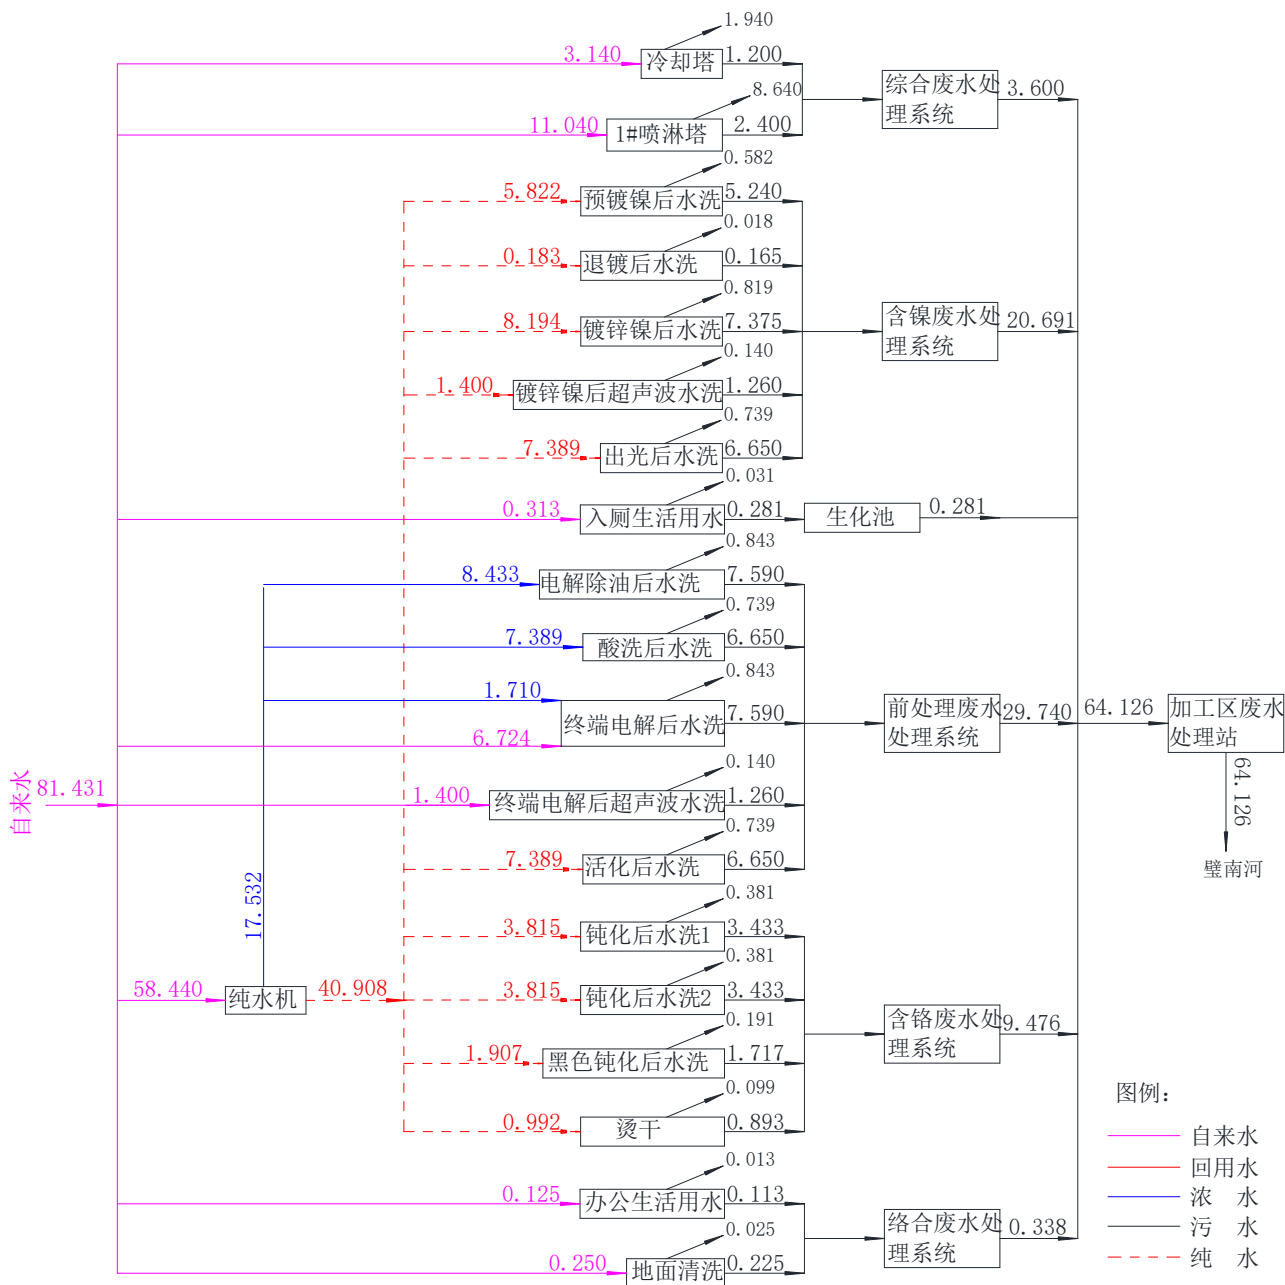 1.940
3.140
冷却塔
1.200
8.640
11.040
1#喷淋塔
2.400
综合废水处
理系统
3.600
0.582
5.822
预镀镍后水洗
5.240
0.018
0.183
退镀后水洗
0.165
0.819
8.194
镀锌镍后水洗
7.375
0.140
1.400
镀锌镍后超声波水洗
1.260
0.739
7.389
出光后水洗
6.650
含镍废水处
理系统
20.691
0.031
0.313
入厕生活用水
0.281
生化池
0.281
0.843
8.433
电解除油后水洗
7.590
0.739
7.389
酸洗后水洗
6.650
0.843
1.710
6.724
终端电解后水洗
7.590
0.140
1.400
终端电解后超声波水洗
1.260
0.739
7.389
活化后水洗
6.650
前处理废水
处理系统
29.740
64.126
加工区废水
处理站
64.126
璧南河
自来水
81.431
17.532
58.440
纯水机
40.908
0.381
3.815
钝化后水洗1
3.433
0.381
3.815
钝化后水洗2
3.433
0.191
1.907
黑色钝化后水洗
1.717
0.099
0.992
烫干
0.893
含铬废水处
理系统
9.476
0.013
0.125
办公生活用水
0.113
0.025
0.250
地面清洗
0.225
络合废水处
理系统
0.338
图例:
自来水
回用水
浓 水
污 水
纯 水